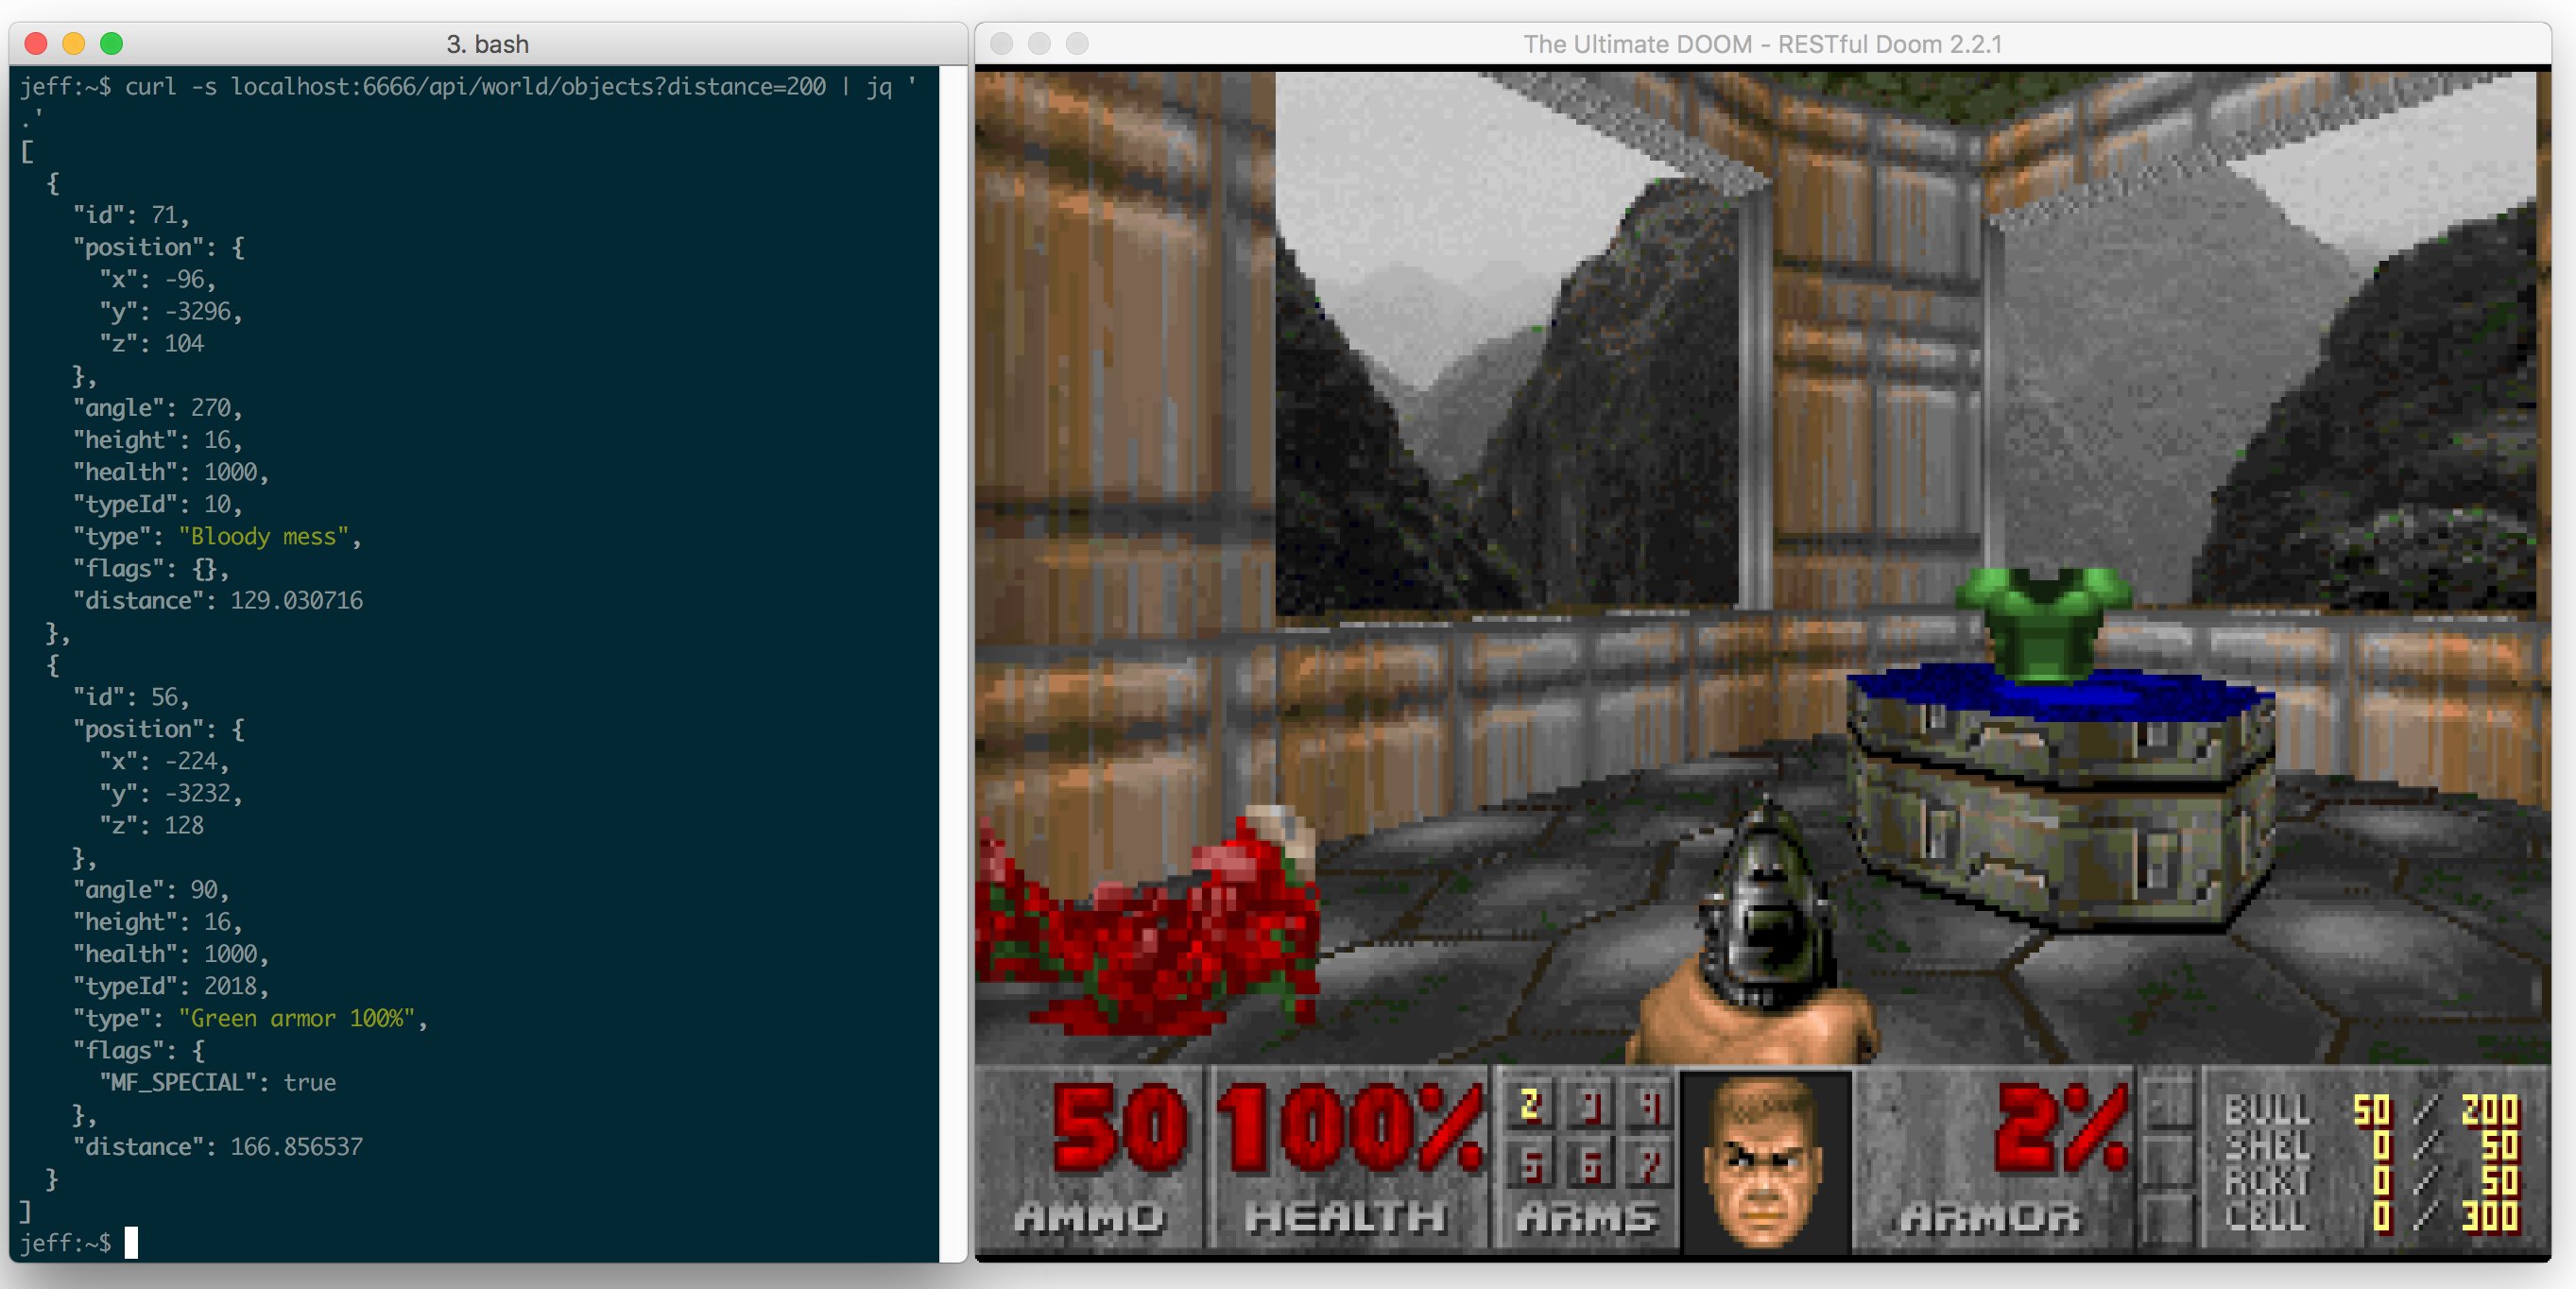 3. bash
jeff:~$ curl -s localhost:6666/api/world/objects?distance=200 | jq '
.'
[
  {
    "id": 71,
    "position": {
      "x": -96,
      "y": -3296,
      "z": 104
    },
    "angle": 270,
    "height": 16,
    "health": 1000,
    "typeId": 10,
    "type": "Bloody mess",
    "flags": {},
    "distance": 129.030716
  },
  {
    "id": 56,
    "position": {
      "x": -224,
      "y": -3232,
      "z": 128
    },
    "angle": 90,
    "height": 16,
    "health": 1000,
    "typeId": 2018,
    "type": "Green armor 100%",
    "flags": {
      "MF_SPECIAL": true
    },
    "distance": 166.856537
  }
]
jeff:~$
The Ultimate DOOM - RESTful Doom 2.2.1
50
AMMO
100%
HEALTH
2 3 4
5 6 7
ARMS
2%
ARMOR
BULL 50 / 200
SHEL 0 / 50
RCKT 0 / 50
CELL 0 / 300